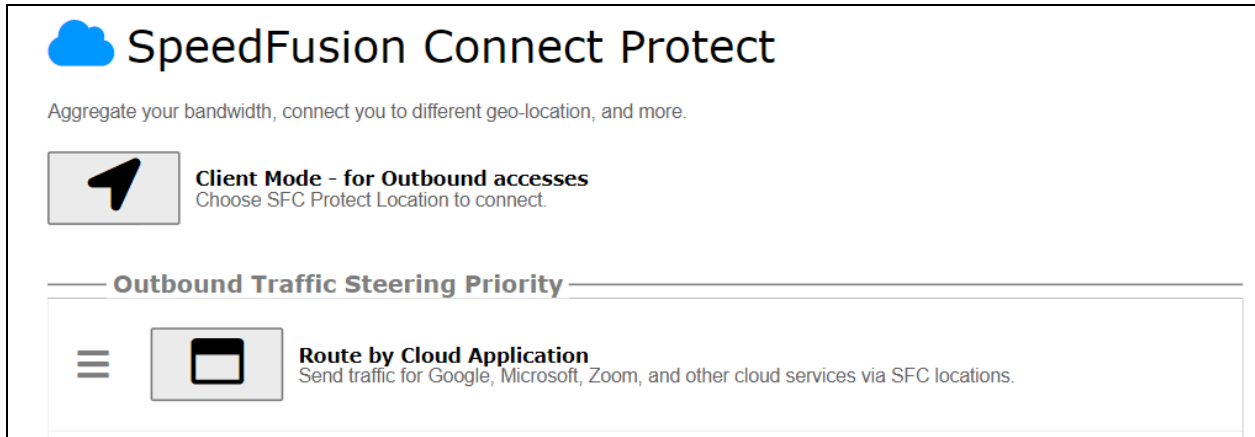 SpeedFusion Connect Protect
Aggregate your bandwidth, connect you to different geo-location, and more.
Client Mode - for Outbound accesses
Choose SFC Protect Location to connect.
Outbound Traffic Steering Priority
Route by Cloud Application
Send traffic for Google, Microsoft, Zoom, and other cloud services via SFC locations.